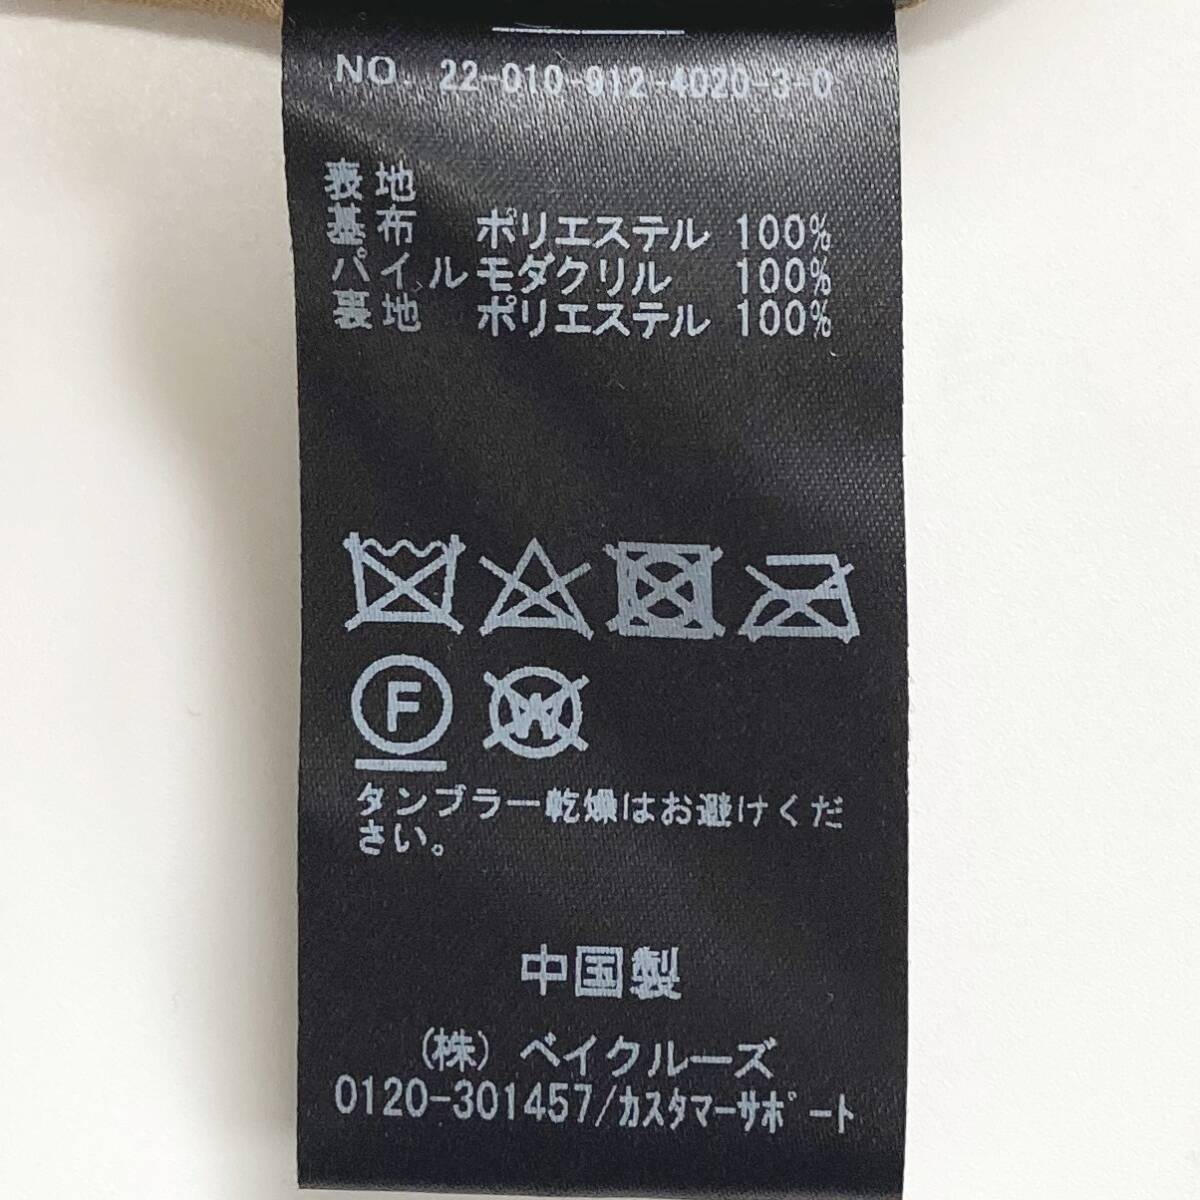 NO. 22-010-912-4020-3-0
表地
基布 ポリエステル 100%
パイル モダクリル 100%
裏地 ポリエステル 100%
F W
タンブラー乾燥はお避けくだ
さい。
中国製
(株) ベイクルーズ
0120-301457/カスタマーサポート